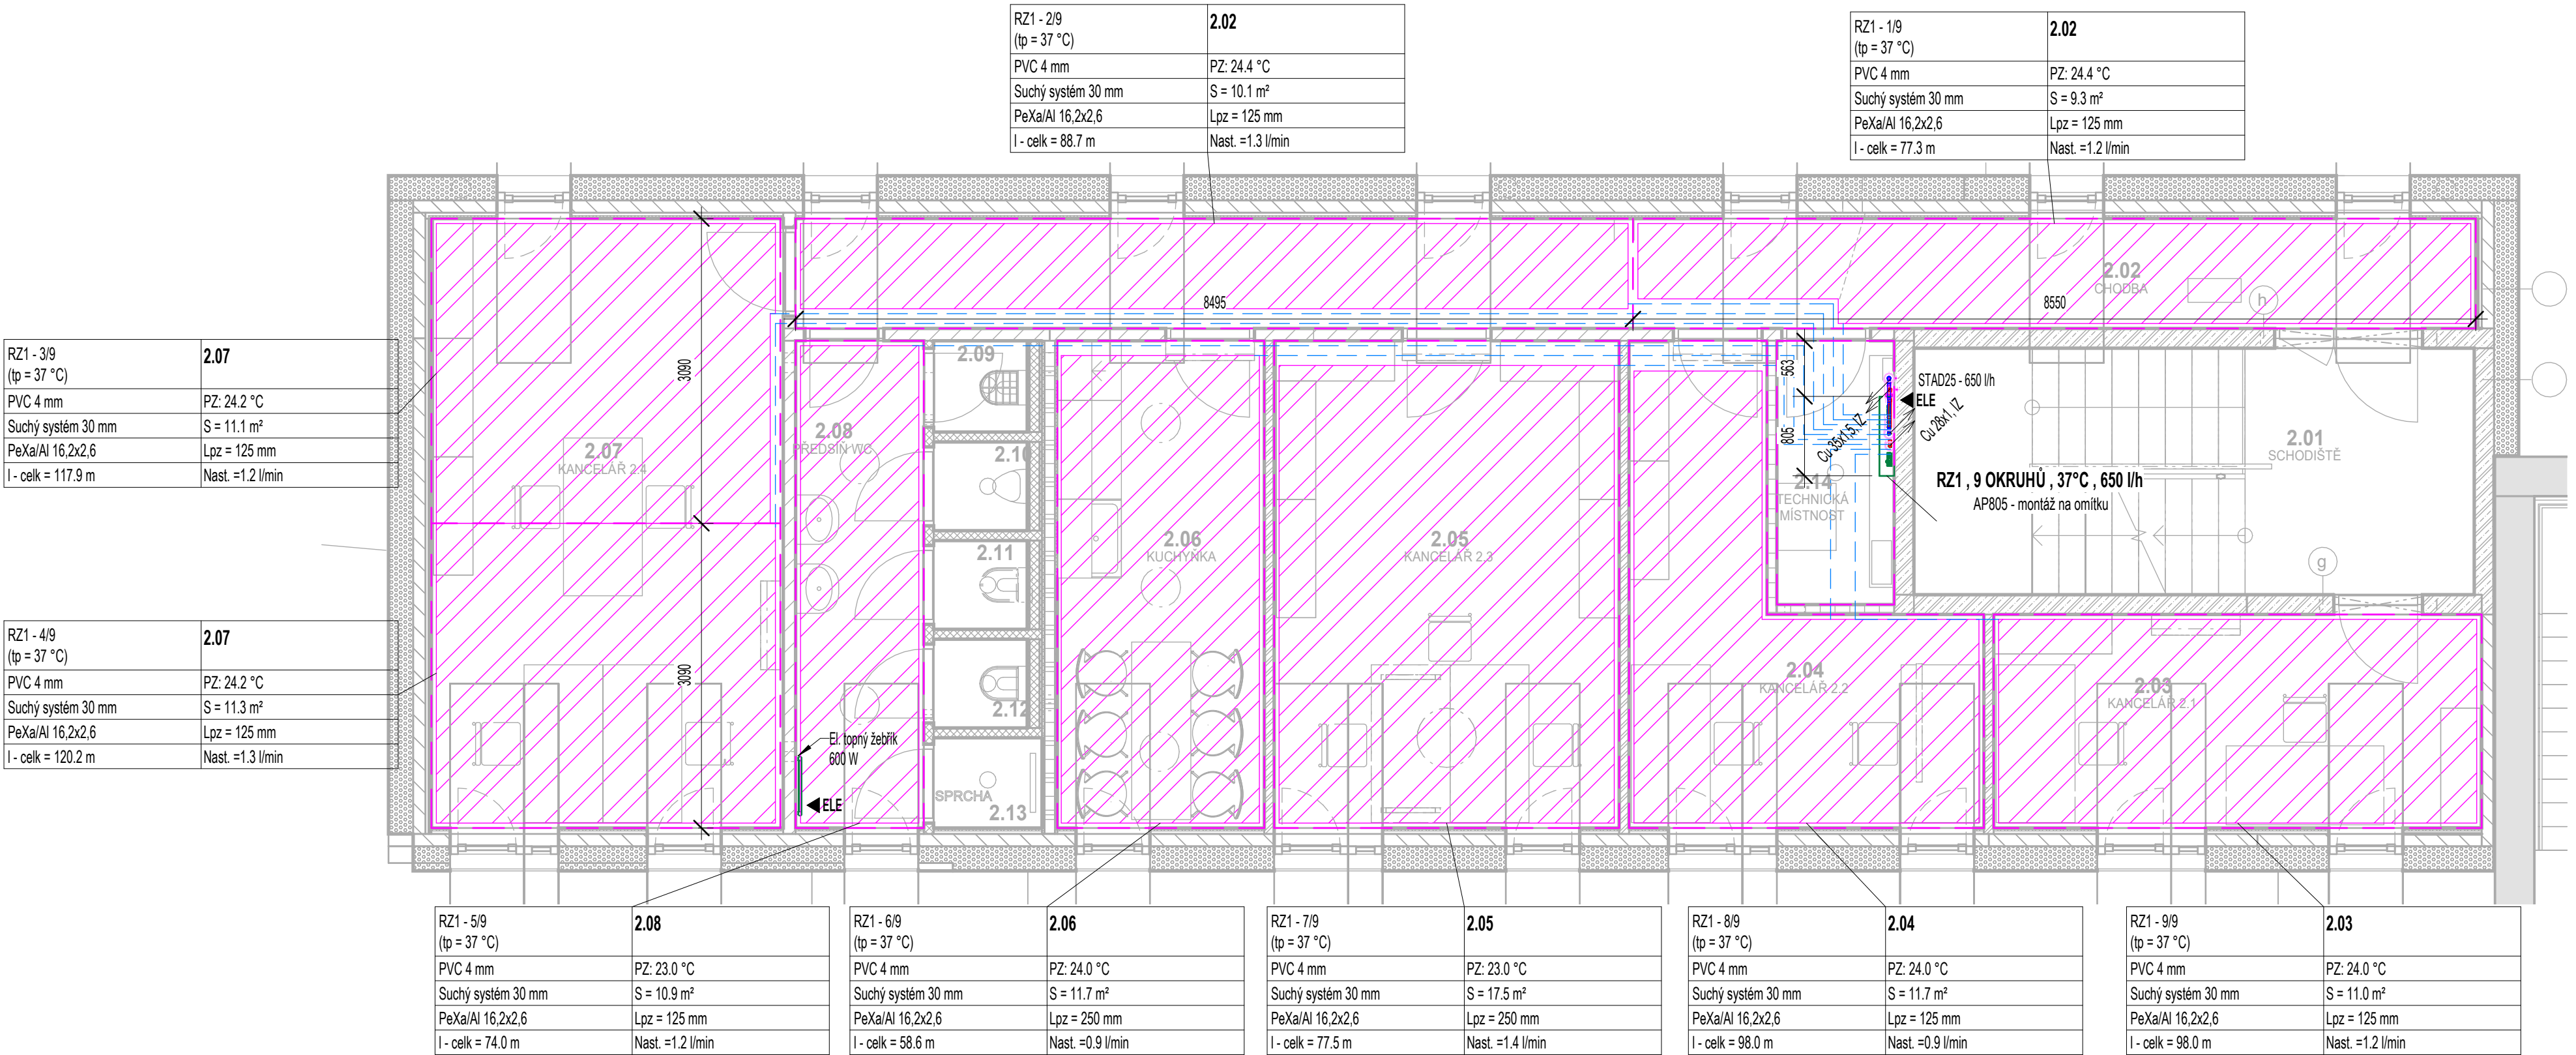 RZ1 - 2/9 2.02
(tp = 37 °C)
PVC 4 mm PZ: 24.4 °C
Suchý systém 30 mm S = 10.1 m²
PeXa/Al 16,2x2,6 Lpz = 125 mm
l - celk = 88.7 m Nast. =1.3 l/min
RZ1 - 1/9 2.02
(tp = 37 °C)
PVC 4 mm PZ: 24.4 °C
Suchý systém 30 mm S = 9.3 m²
PeXa/Al 16,2x2,6 Lpz = 125 mm
l - celk = 77.3 m Nast. =1.2 l/min
RZ1 - 3/9 2.07
(tp = 37 °C)
PVC 4 mm PZ: 24.2 °C
Suchý systém 30 mm S = 11.1 m²
PeXa/Al 16,2x2,6 Lpz = 125 mm
l - celk = 117.9 m Nast. =1.2 l/min
RZ1 - 4/9 2.07
(tp = 37 °C)
PVC 4 mm PZ: 24.2 °C
Suchý systém 30 mm S = 11.3 m²
PeXa/Al 16,2x2,6 Lpz = 125 mm
l - celk = 120.2 m Nast. =1.3 l/min
8495
8550
2.02
CHODBA
h
3090
3090
2.07
KANCELÁŘ 2.4
2.08
PŘEDSÍŇ WC
2.09
2.10
2.11
2.12
SPRCHA
2.13
El. topný žebřík
600 W
ELE
2.06
KUCHYŇKA
2.05
KANCELÁŘ 2.3
2.04
KANCELÁŘ 2.2
2.03
KANCELÁŘ 2.1
563
805
Cu 35x1,5, IZ
Cu 28x1, IZ
STAD25 - 650 l/h
ELE
2.14
TECHNICKÁ
MÍSTNOST
RZ1 , 9 OKRUHŮ , 37°C , 650 l/h
AP805 - montáž na omítku
2.01
SCHODIŠTĚ
g
RZ1 - 5/9 2.08
(tp = 37 °C)
PVC 4 mm PZ: 23.0 °C
Suchý systém 30 mm S = 10.9 m²
PeXa/Al 16,2x2,6 Lpz = 125 mm
l - celk = 74.0 m Nast. =1.2 l/min
RZ1 - 6/9 2.06
(tp = 37 °C)
PVC 4 mm PZ: 24.0 °C
Suchý systém 30 mm S = 11.7 m²
PeXa/Al 16,2x2,6 Lpz = 250 mm
l - celk = 58.6 m Nast. =0.9 l/min
RZ1 - 7/9 2.05
(tp = 37 °C)
PVC 4 mm PZ: 23.0 °C
Suchý systém 30 mm S = 17.5 m²
PeXa/Al 16,2x2,6 Lpz = 250 mm
l - celk = 77.5 m Nast. =1.4 l/min
RZ1 - 8/9 2.04
(tp = 37 °C)
PVC 4 mm PZ: 24.0 °C
Suchý systém 30 mm S = 11.7 m²
PeXa/Al 16,2x2,6 Lpz = 125 mm
l - celk = 98.0 m Nast. =0.9 l/min
RZ1 - 9/9 2.03
(tp = 37 °C)
PVC 4 mm PZ: 24.0 °C
Suchý systém 30 mm S = 11.0 m²
PeXa/Al 16,2x2,6 Lpz = 125 mm
l - celk = 98.0 m Nast. =1.2 l/min